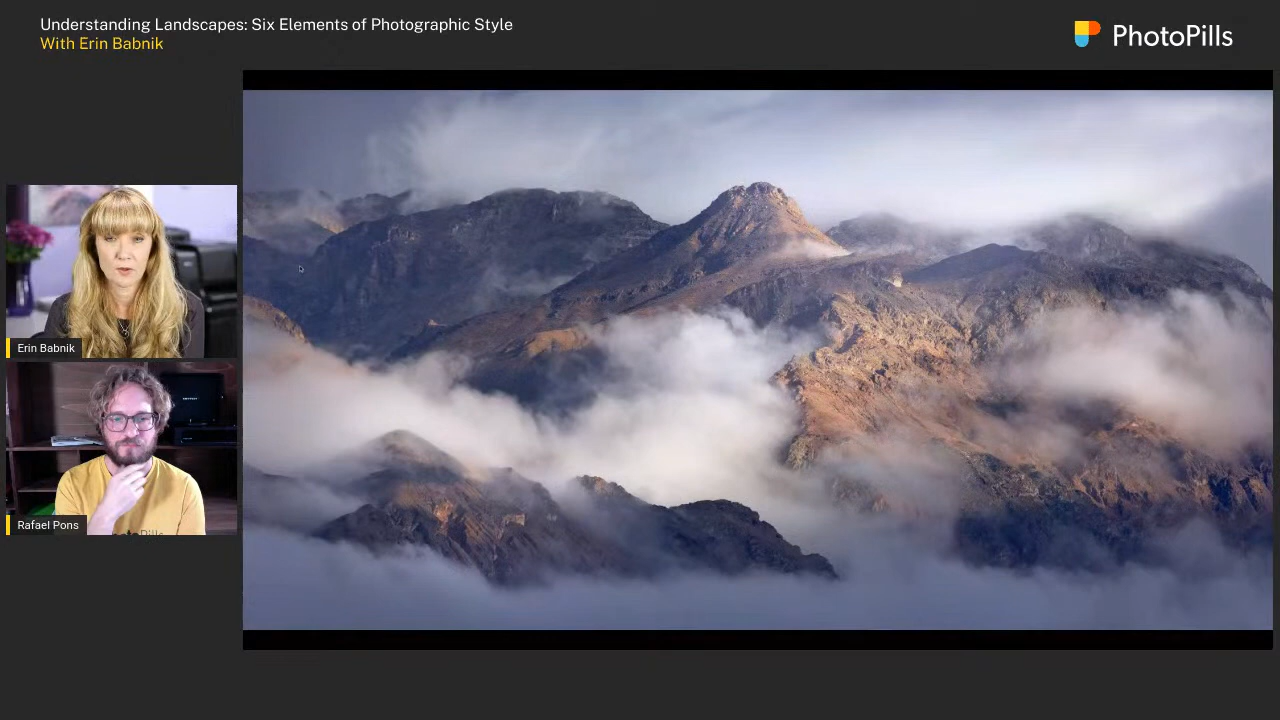 Understanding Landscapes: Six Elements of Photographic Style
With Erin Babnik
PhotoPills
Erin Babnik
Rafael Pons